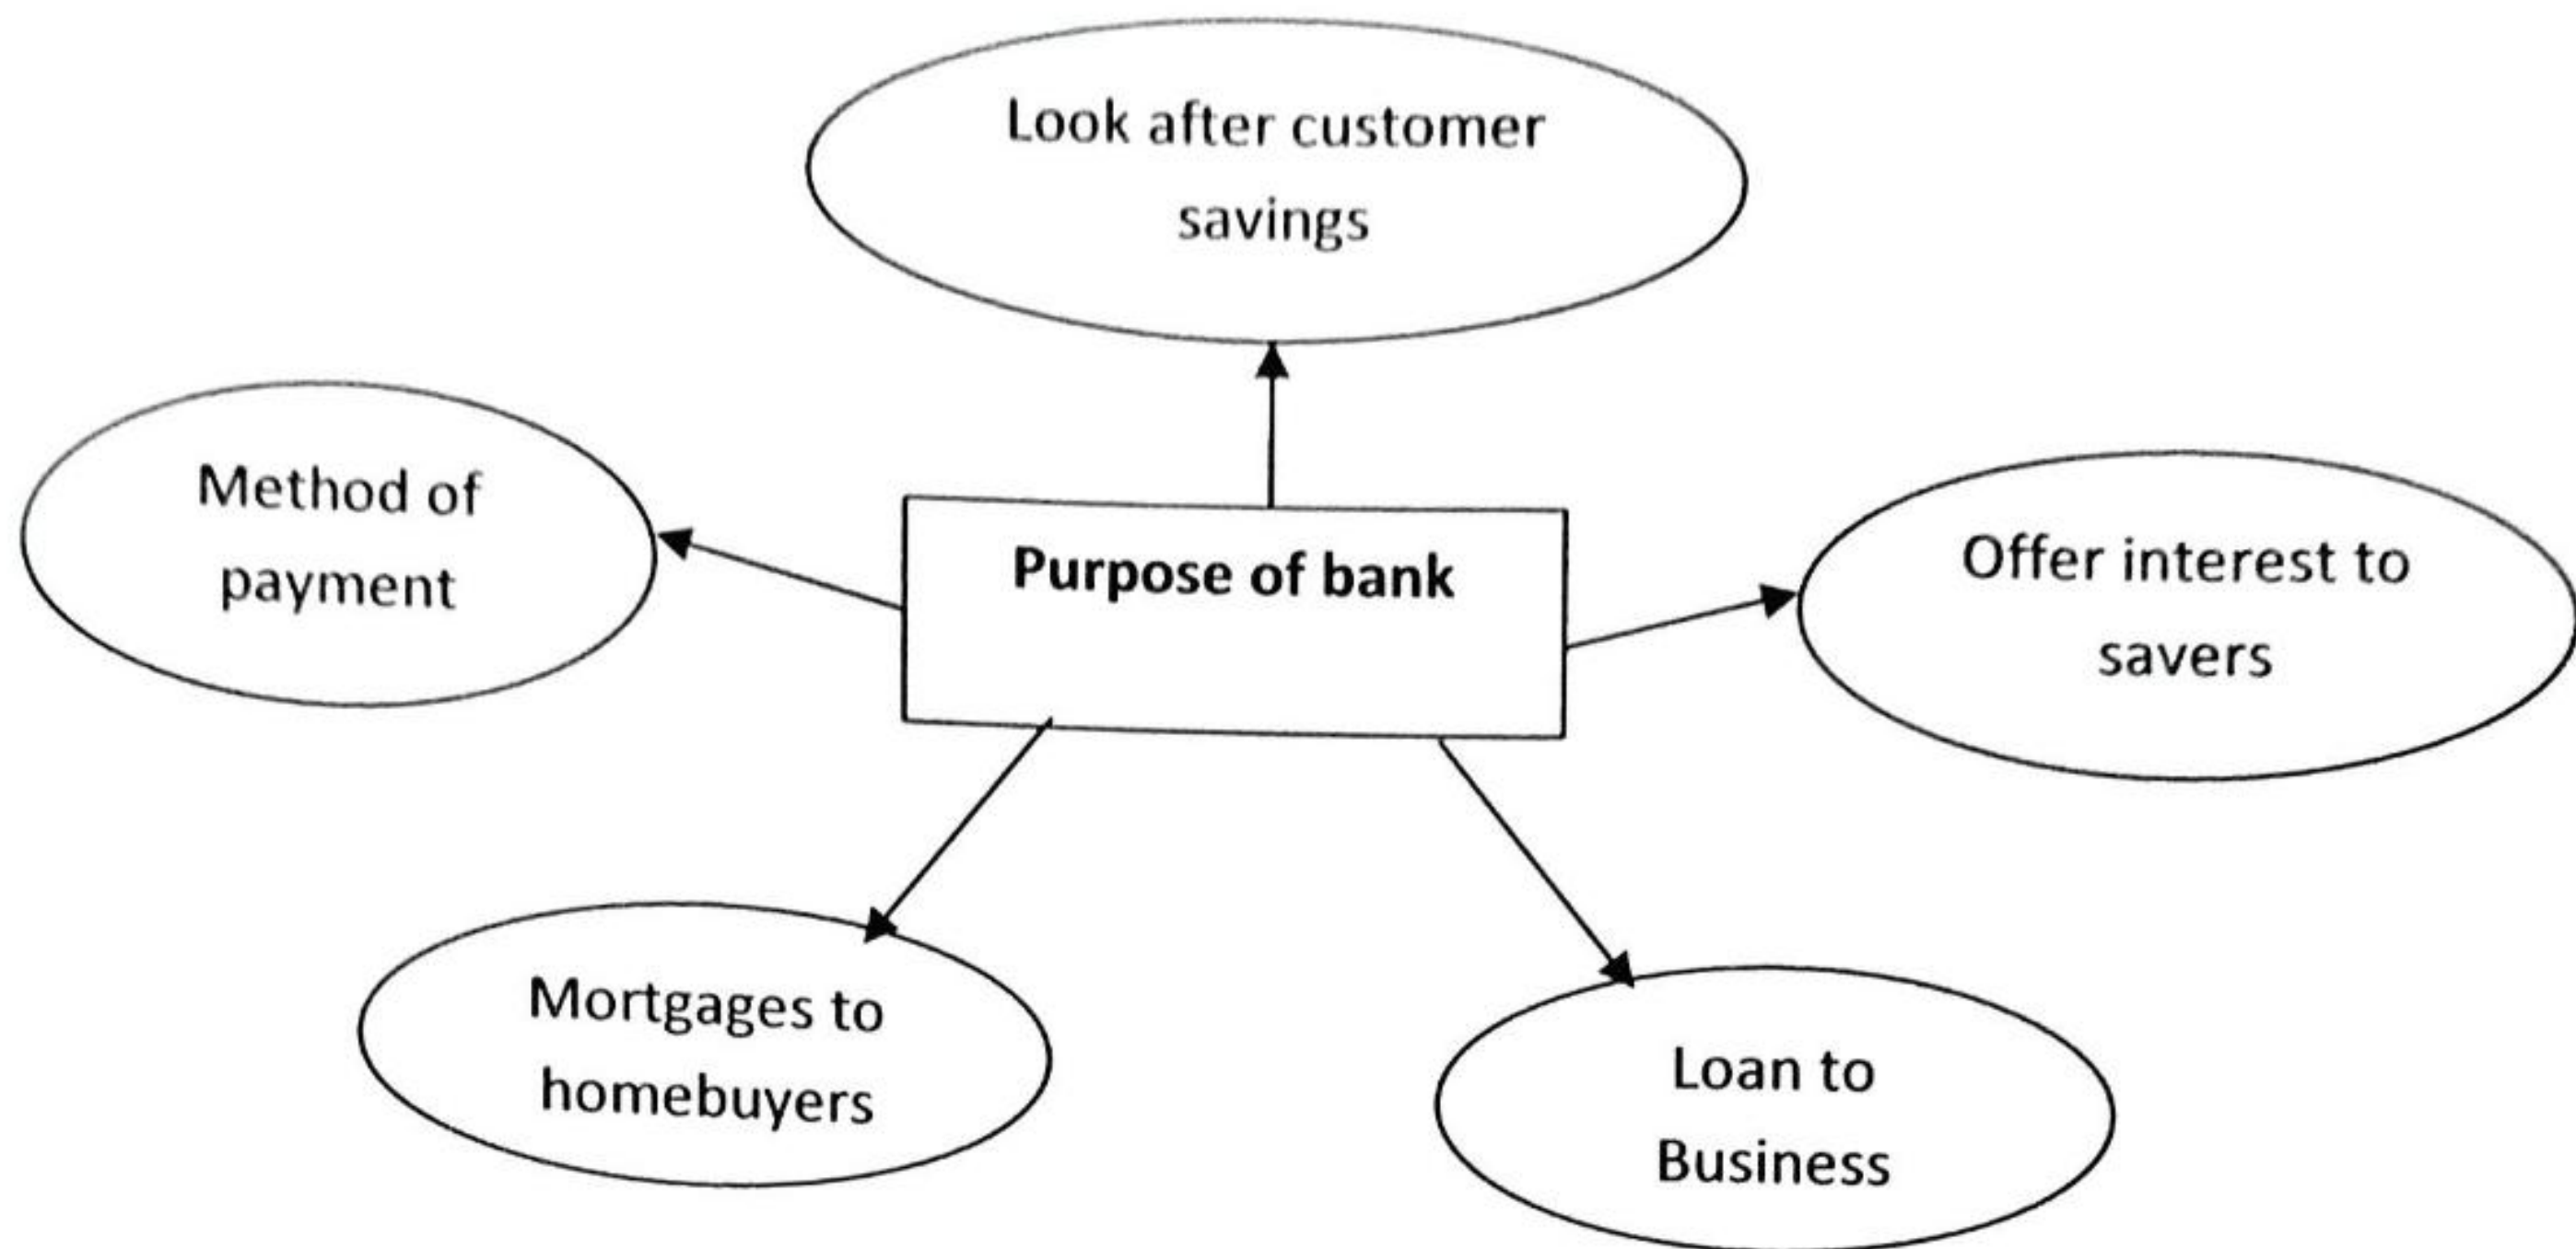 Look after customer
savings
Method of
payment
Purpose of bank
Offer interest to
savers
Mortgages to
homebuyers
Loan to
Business